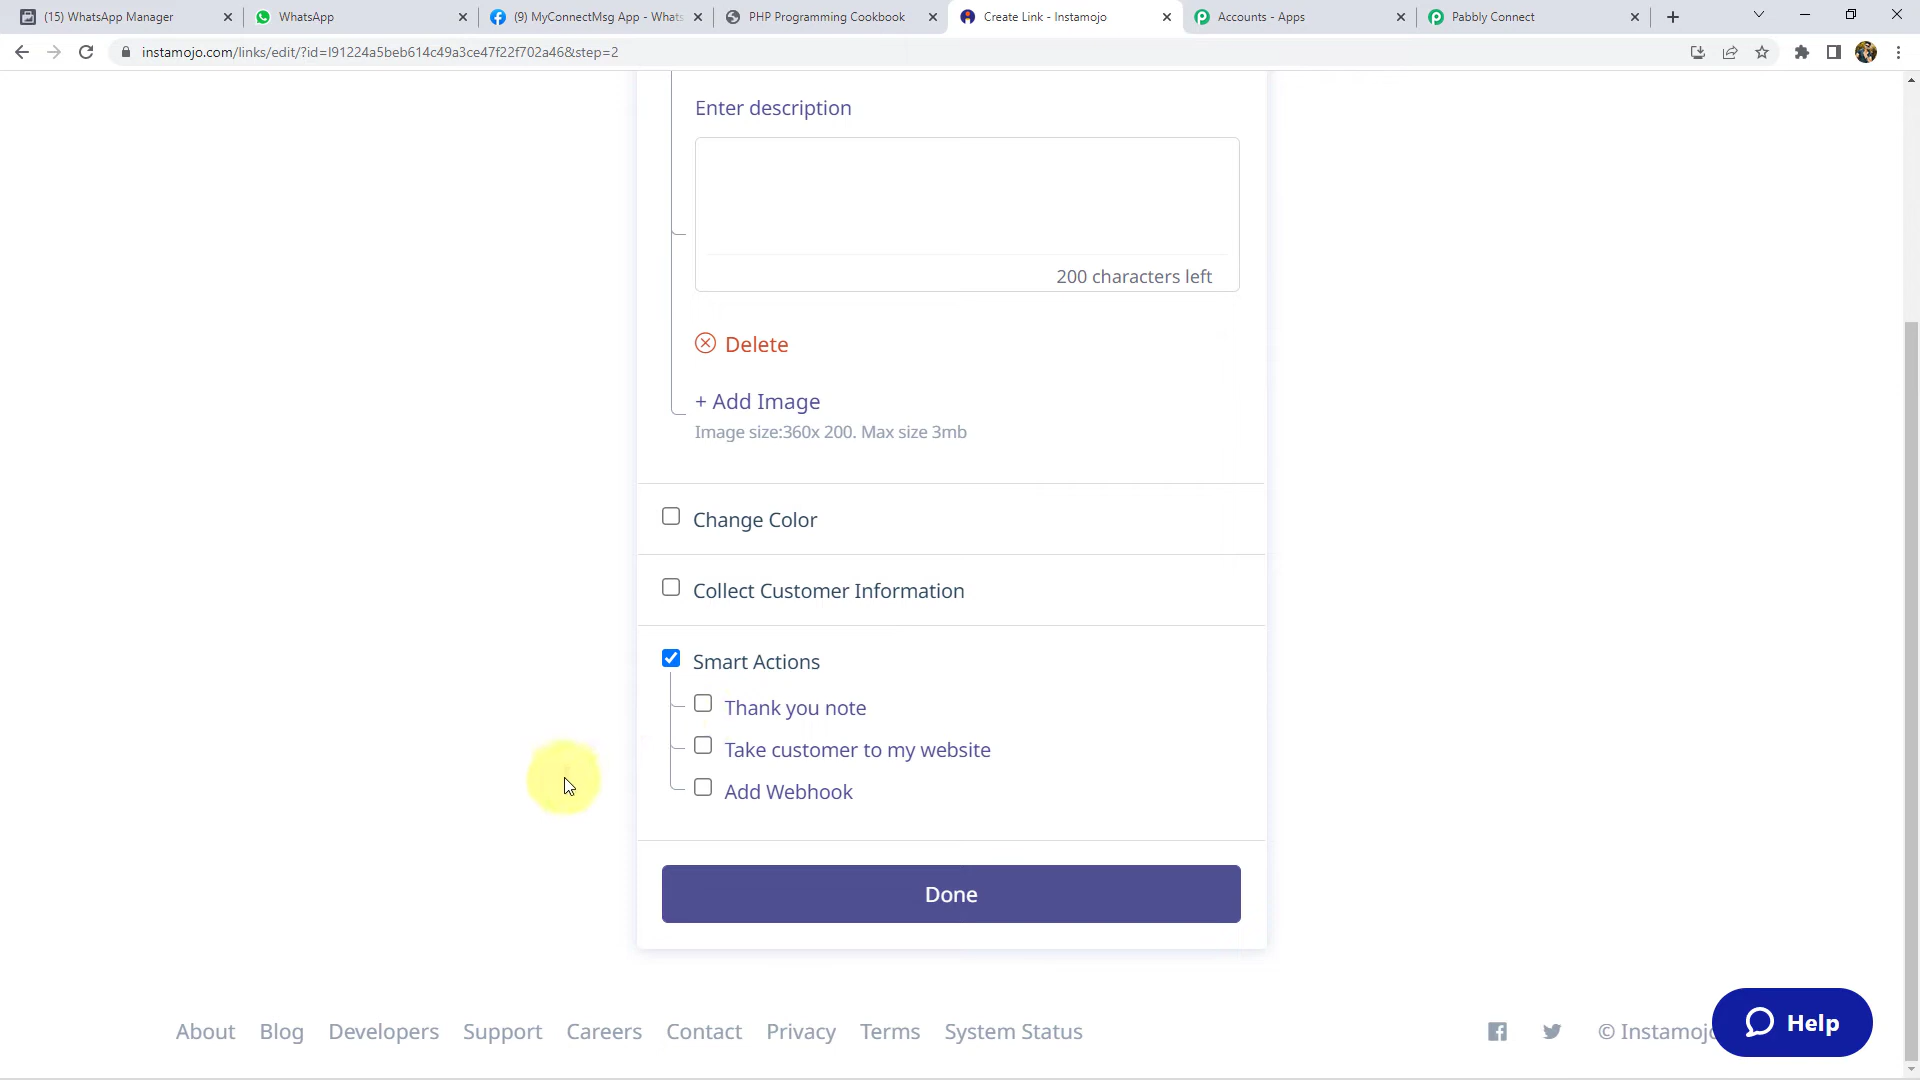 (15) WhatsApp Manager
WhatsApp
(9) MyConnectMsg App - Whats
PHP Programming Cookbook
Create Link - Instamojo
Accounts - Apps
Pabbly Connect
instamojo.com/links/edit/?id=l91224a5beb614c49a3ce47f22f702a46&step=2
Enter description
200 characters left
Delete
+ Add Image
Image size:360x 200. Max size 3mb
Change Color
Collect Customer Information
Smart Actions
Thank you note
Take customer to my website
Add Webhook
Done
About Blog Developers Support Careers Contact Privacy Terms System Status
© Instamojo
Help